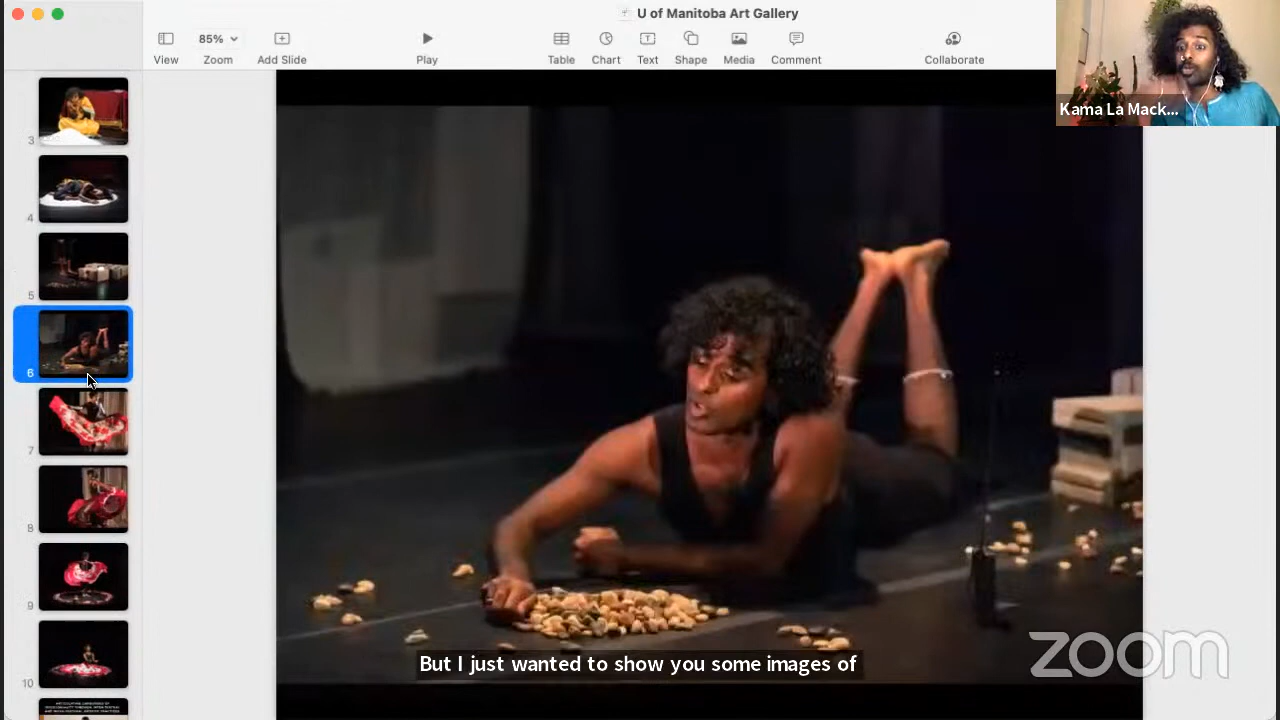 U of Manitoba Art Gallery
85%
View
Zoom
Add Slide
Play
Table
Chart
Text
Shape
Media
Comment
Collaborate
Kama La Mack...
3
4
5
6
7
8
9
10
But I just wanted to show you some images of
zoom